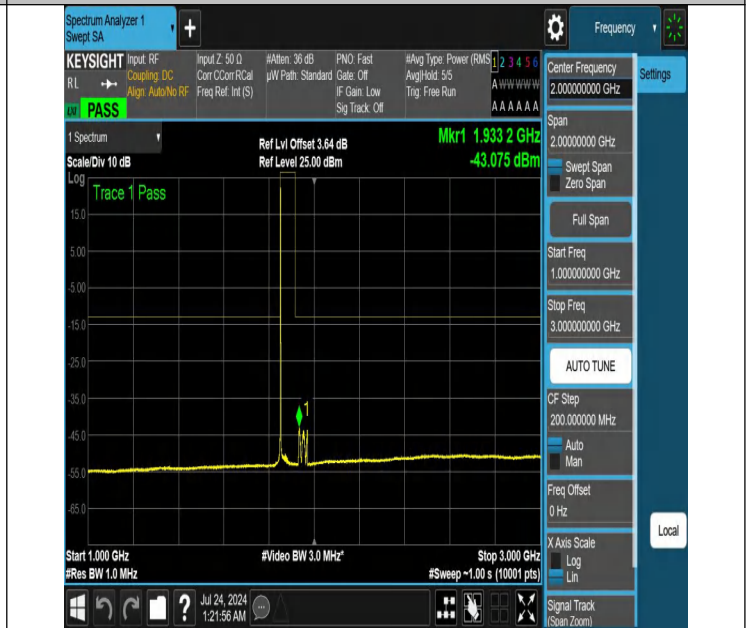 Spectrum Analyzer 1
Swept SA
+
Frequency
KEYSIGHT
RL
LXI
PASS
Input: RF
Coupling: DC
Align: Auto/No RF
Input Z: 50 Ω
Corr CCorr RCal
Freq Ref: Int (S)
#Atten: 36 dB
µW Path: Standard
PNO: Fast
Gate: Off
IF Gain: Low
Sig Track: Off
#Avg Type: Power (RMS
Avg|Hold: 5/5
Trig: Free Run
1 2 3 4 5 6
A W W W W W
A A A A A A
1 Spectrum
Scale/Div 10 dB
Ref Lvl Offset 3.64 dB
Ref Level 25.00 dBm
Mkr1 1.933 2 GHz
-43.075 dBm
Log
Trace 1 Pass
15.0
5.00
-5.00
-15.0
-25.0
-35.0
-45.0
-55.0
-65.0
1
Start 1.000 GHz
#Res BW 1.0 MHz
#Video BW 3.0 MHz*
Stop 3.000 GHz
#Sweep ~1.00 s (10001 pts)
Center Frequency
2.000000000 GHz
Span
2.00000000 GHz
Swept Span
Zero Span
Full Span
Start Freq
1.000000000 GHz
Stop Freq
3.000000000 GHz
AUTO TUNE
CF Step
200.000000 MHz
Auto
Man
Freq Offset
0 Hz
X Axis Scale
Log
Lin
Signal Track
(Span Zoom)
Settings
Local
?
Jul 24, 2024
1:21:56 AM